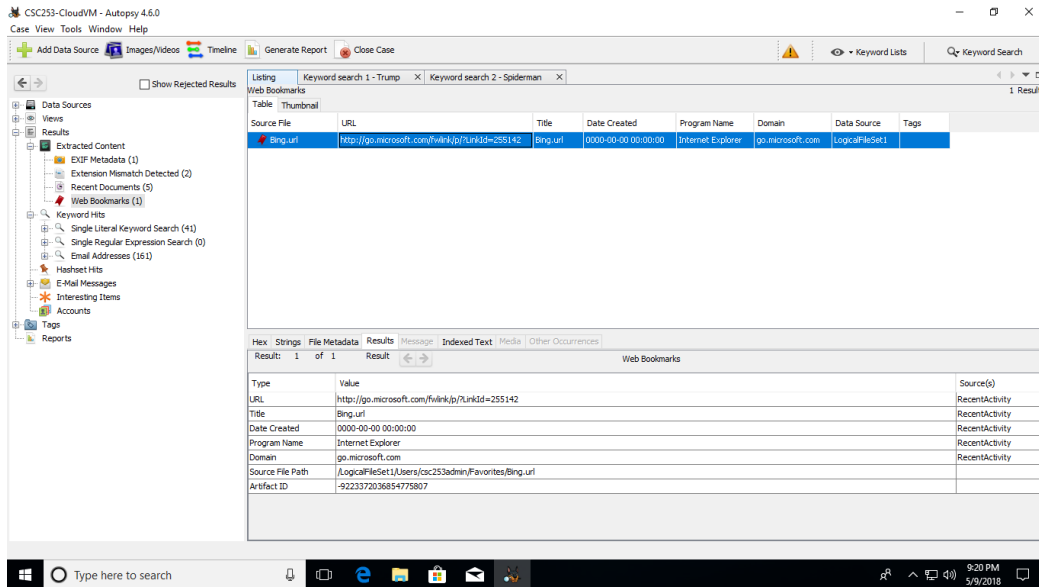 CSC253-CloudVM - Autopsy 4.6.0
Case View Tools Window Help
Add Data Source Images/Videos Timeline Generate Report Close Case Keyword Lists Keyword Search
Show Rejected Results
Data Sources
Views
Results
Extracted Content
EXIF Metadata (1)
Extension Mismatch Detected (2)
Recent Documents (5)
Web Bookmarks (1)
Keyword Hits
Single Literal Keyword Search (41)
Single Regular Expression Search (0)
Email Addresses (161)
Hashset Hits
E-Mail Messages
Interesting Items
Accounts
Tags
Reports
Listing Keyword search 1 - Trump Keyword search 2 - Spiderman
Web Bookmarks 1 Result
Table Thumbnail
Source File URL Title Date Created Program Name Domain Data Source Tags
Bing.url http://go.microsoft.com/fwlink/p/?LinkId=255142 Bing.url 0000-00-00 00:00:00 Internet Explorer go.microsoft.com LogicalFileSet1
Hex Strings File Metadata Results Message Indexed Text Media Other Occurrences
Result: 1 of 1 Result Web Bookmarks
Type Value Source(s)
URL http://go.microsoft.com/fwlink/p/?LinkId=255142 RecentActivity
Title Bing.url RecentActivity
Date Created 0000-00-00 00:00:00 RecentActivity
Program Name Internet Explorer RecentActivity
Domain go.microsoft.com RecentActivity
Source File Path /LogicalFileSet1/Users/csc253admin/Favorites/Bing.url
Artifact ID -9223372036854775807
Type here to search
9:20 PM
5/9/2018